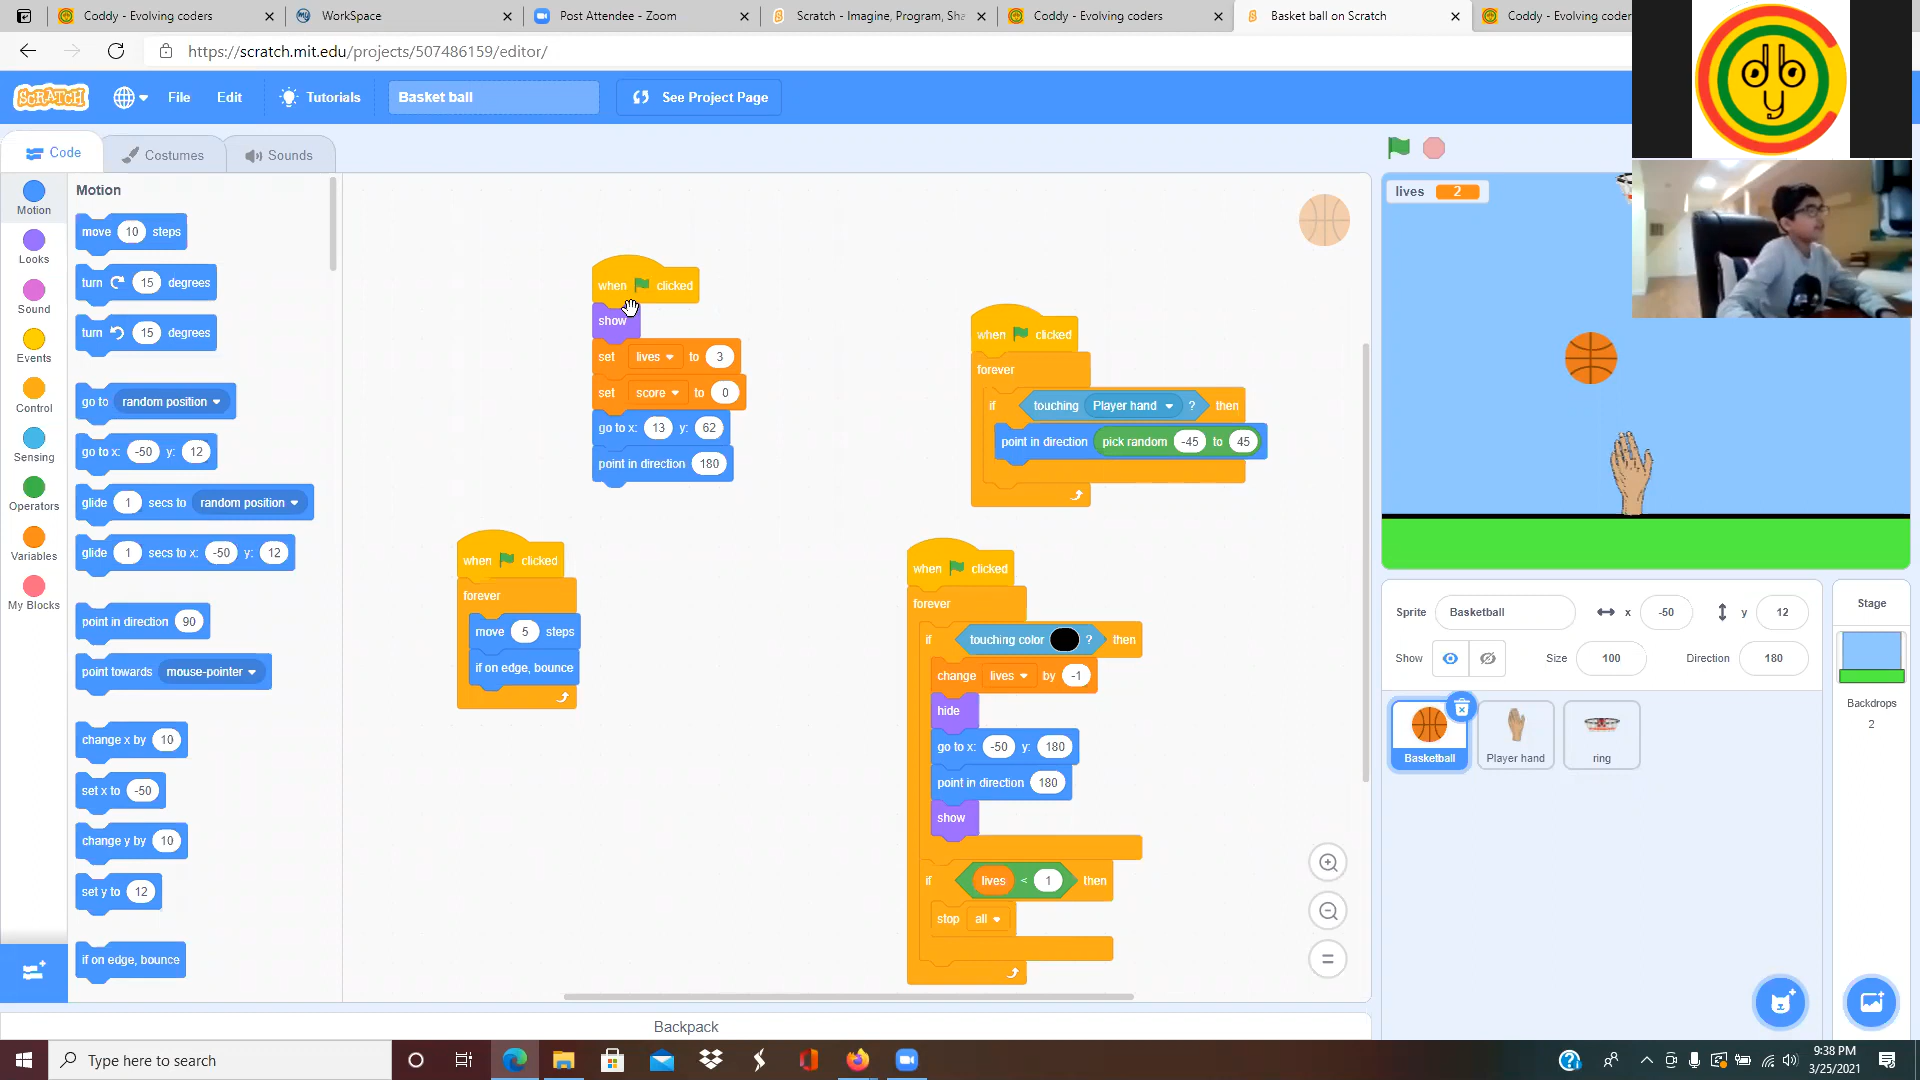 Coddy - Evolving coders
WorkSpace
Post Attendee - Zoom
Scratch - Imagine, Program, Sha
Coddy - Evolving coders
Basket ball on Scratch
Coddy - Evolving coder
https://scratch.mit.edu/projects/507486159/editor/
SCRATCH
File
Edit
Tutorials
Basket ball
See Project Page
Code
Costumes
Sounds
Motion
Looks
Sound
Events
Control
Sensing
Operators
Variables
My Blocks
Motion
move 10 steps
turn 15 degrees
turn 15 degrees
go to random position
go to x: -50 y: 12
glide 1 secs to random position
glide 1 secs to x: -50 y: 12
point in direction 90
point towards mouse-pointer
change x by 10
set x to -50
change y by 10
set y to 12
if on edge, bounce
when clicked
show
set lives to 3
set score to 0
go to x: 13 y: 62
point in direction 180
when clicked
forever
move 5 steps
if on edge, bounce
when clicked
forever
if touching Player hand ? then
point in direction pick random -45 to 45
when clicked
forever
if touching color ? then
change lives by -1
hide
go to x: -50 y: 180
point in direction 180
show
if lives < 1 then
stop all
lives 2
Sprite Basketball x -50 y 12
Show Size 100 Direction 180
Basketball
Player hand
ring
Stage
Backdrops
2
Backpack
Type here to search
9:38 PM
3/25/2021